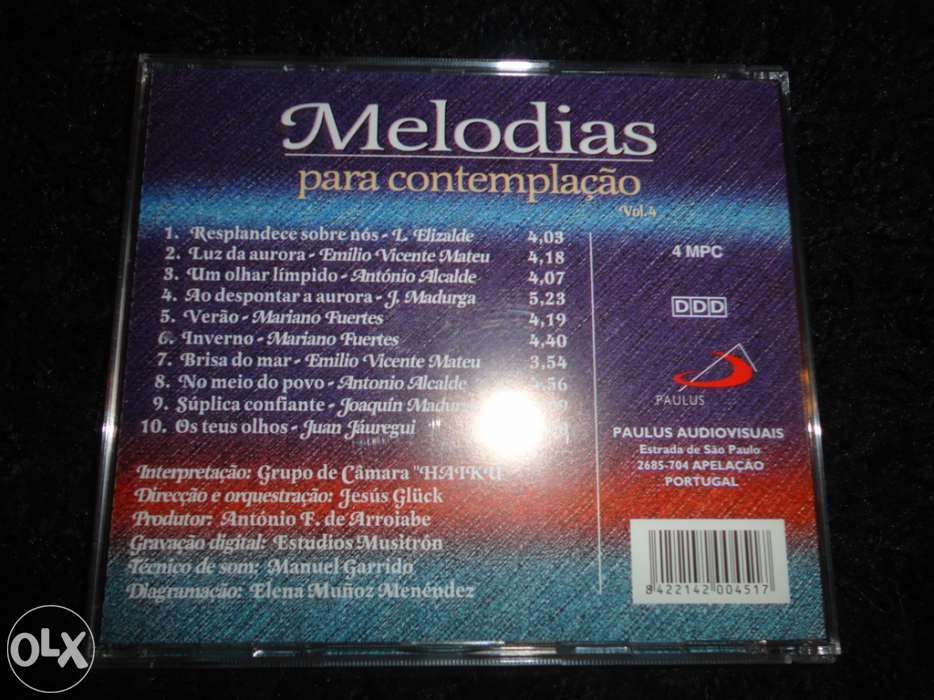 Melodias
para contemplação
Vol.4
1. Resplandece sobre nós - L. Elizalde 4,03
2. Luz da aurora - Emilio Vicente Mateu 4,18
3. Um olhar límpido - António Alcalde 4,07
4. Ao despontar a aurora - J. Madurga 5,23
5. Verão - Mariano Fuertes 4,19
6. Inverno - Mariano Fuertes 4,40
7. Brisa do mar - Emilio Vicente Mateu 3,54
8. No meio do povo - Antonio Alcalde
9. Súplica confiante - Joaquín
10. Os teus olhos - Juan Jáuregui
Interpretação: Grupo de Câmara "HAIKU
Direcção e orquestração: Jesús Glück
Produtor: António F. de Arroiabe
Gravação digital: Estudios Musitrón
Técnico de som: Manuel Garrido
Diagramação: Elena Muñoz Menéndez
4 MPC
DDD
PAULUS
PAULUS AUDIOVISUAIS
Estrada de São Paulo
2685-704 APELAÇÃO
PORTUGAL
8422142004517
OLX